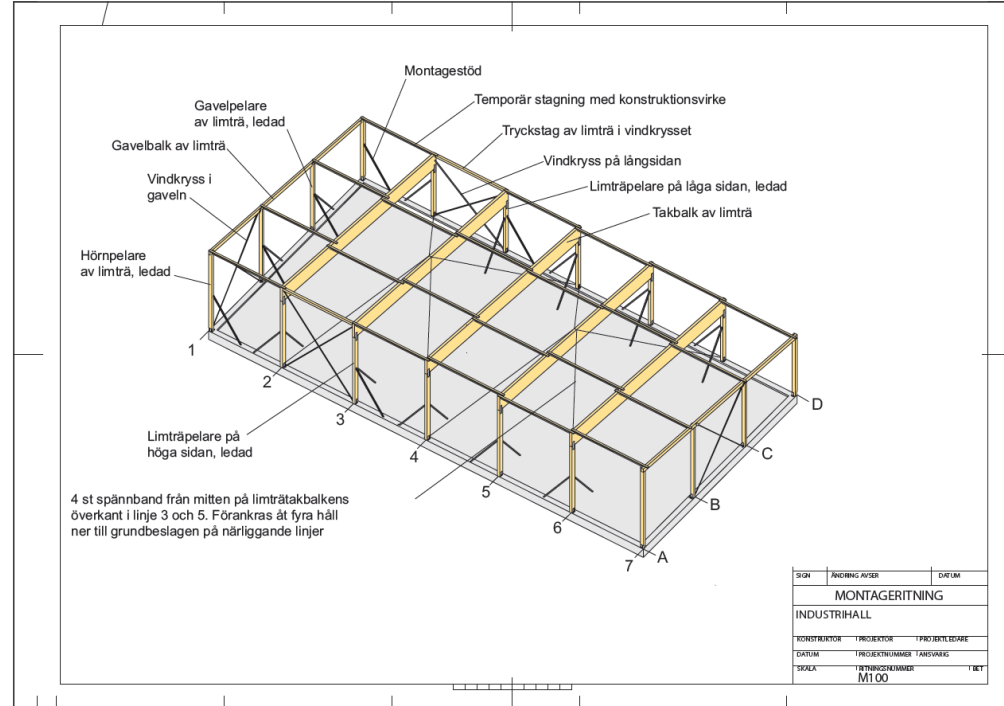 Montagestöd
Temporär stagning med konstruktionsvirke
Gavelpelare
av limträ, ledad
Tryckstag av limträ i vindkrysset
Gavelbalk av limträ
Vindkryss på långsidan
Vindkryss i
gaveln
Limträpelare på låga sidan, ledad
Takbalk av limträ
Hörnpelare
av limträ, ledad
1
2
3
4
5
6
7
A
B
C
D
Limträpelare på
höga sidan, ledad
4 st spännband från mitten på limträtakbalkens
överkant i linje 3 och 5. Förankras åt fyra håll
ner till grundbeslagen på närliggande linjer
SIGN ÄNDRING AVSER DATUM
MONTAGERITNING
INDUSTRIHALL
KONSTRUKTÖR PROJEKTÖR PROJEKTLEDARE
DATUM PROJEKTNUMMER ANSVARIG
SKALA RITNINGSNUMMER BET
M100